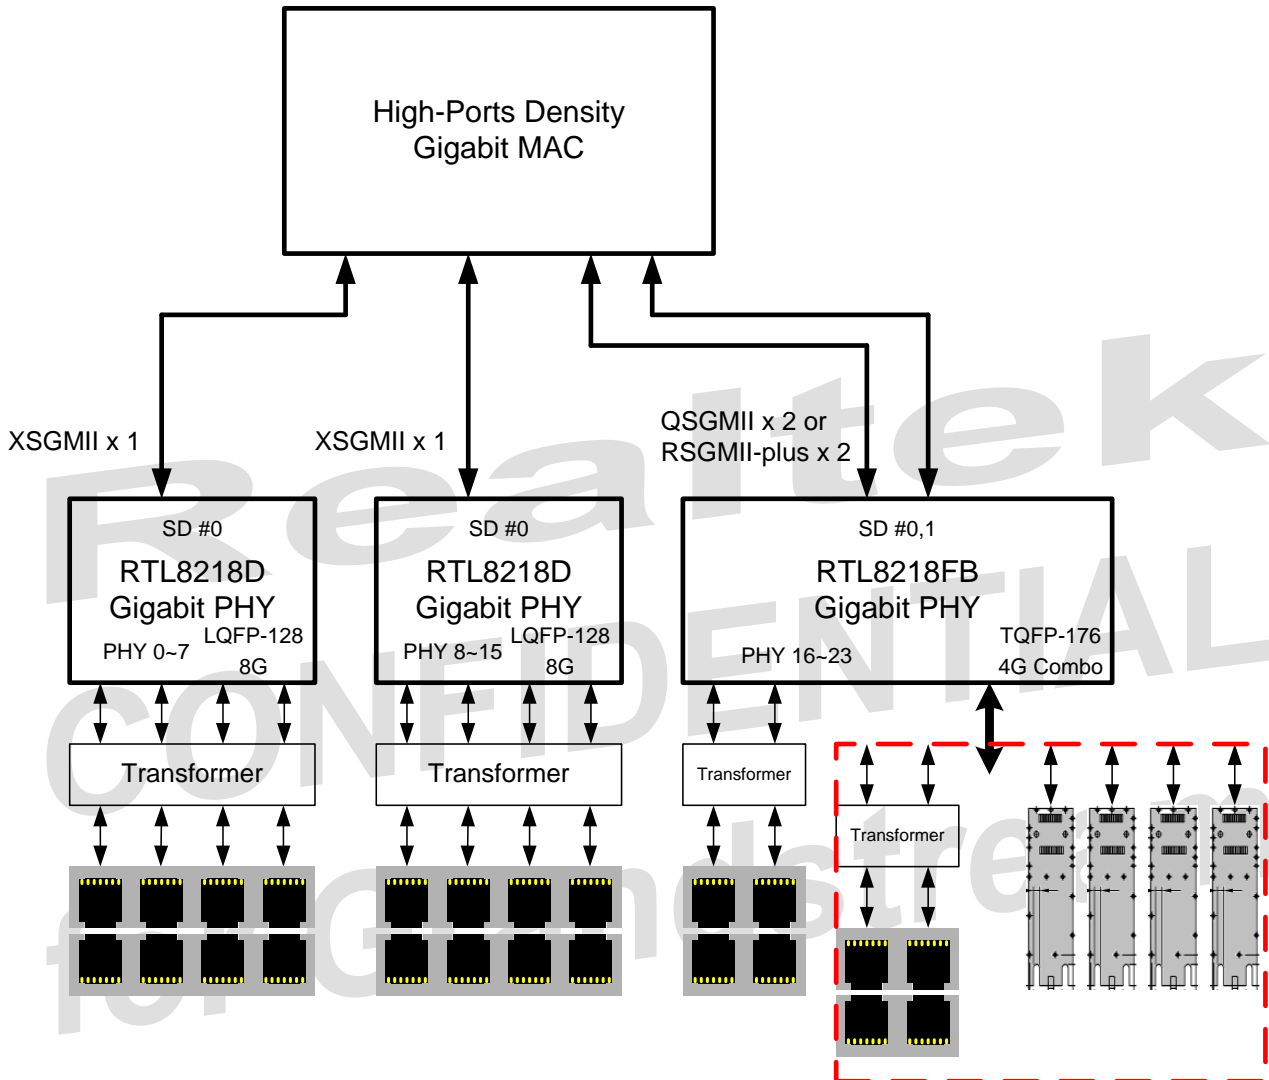 High-Ports Density
Gigabit MAC
XSGMII x 1
XSGMII x 1
QSGMII x 2 or
RSGMII-plus x 2
SD #0
RTL8218D
Gigabit PHY
LQFP-128
PHY 0~7
8G
SD #0
RTL8218D
Gigabit PHY
LQFP-128
PHY 8~15
8G
SD #0,1
RTL8218FB
Gigabit PHY
TQFP-176
PHY 16~23
4G Combo
Transformer
Transformer
Transformer
Transformer
Realtek
CONFIDENTIAL
for Grandstream